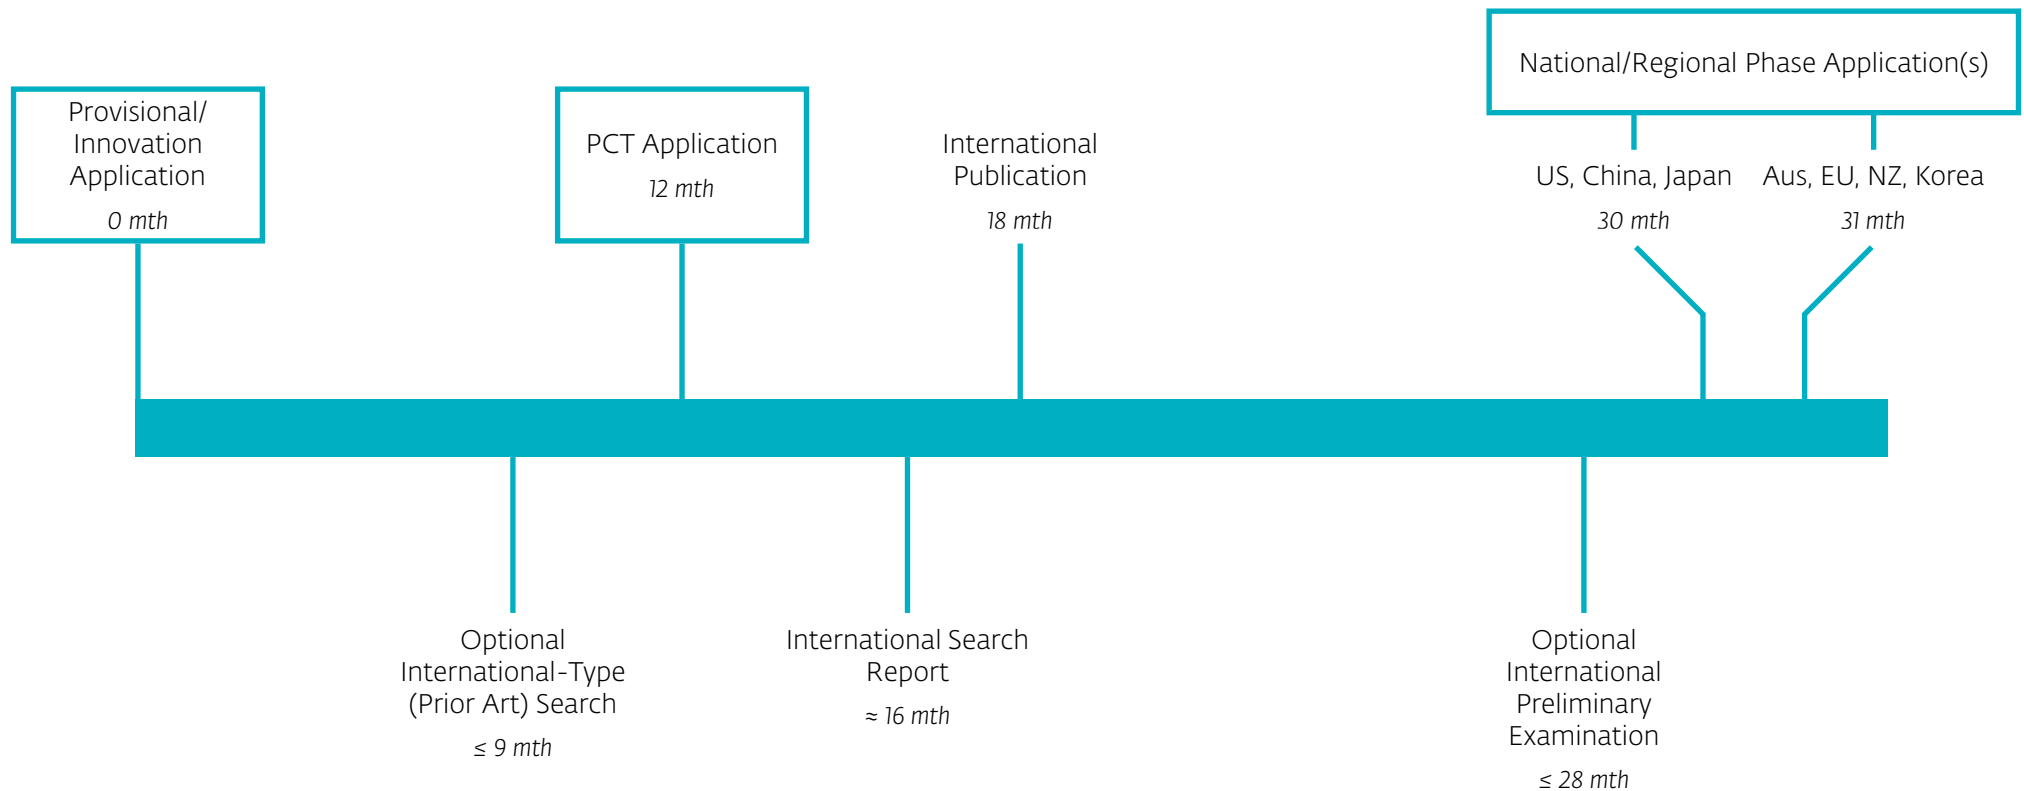 Provisional/
Innovation
Application
0 mth
PCT Application
12 mth
International
Publication
18 mth
National/Regional Phase Application(s)
US, China, Japan
30 mth
Aus, EU, NZ, Korea
31 mth
Optional
International-Type
(Prior Art) Search
≤ 9 mth
International Search
Report
≈ 16 mth
Optional
International
Preliminary
Examination
≤ 28 mth